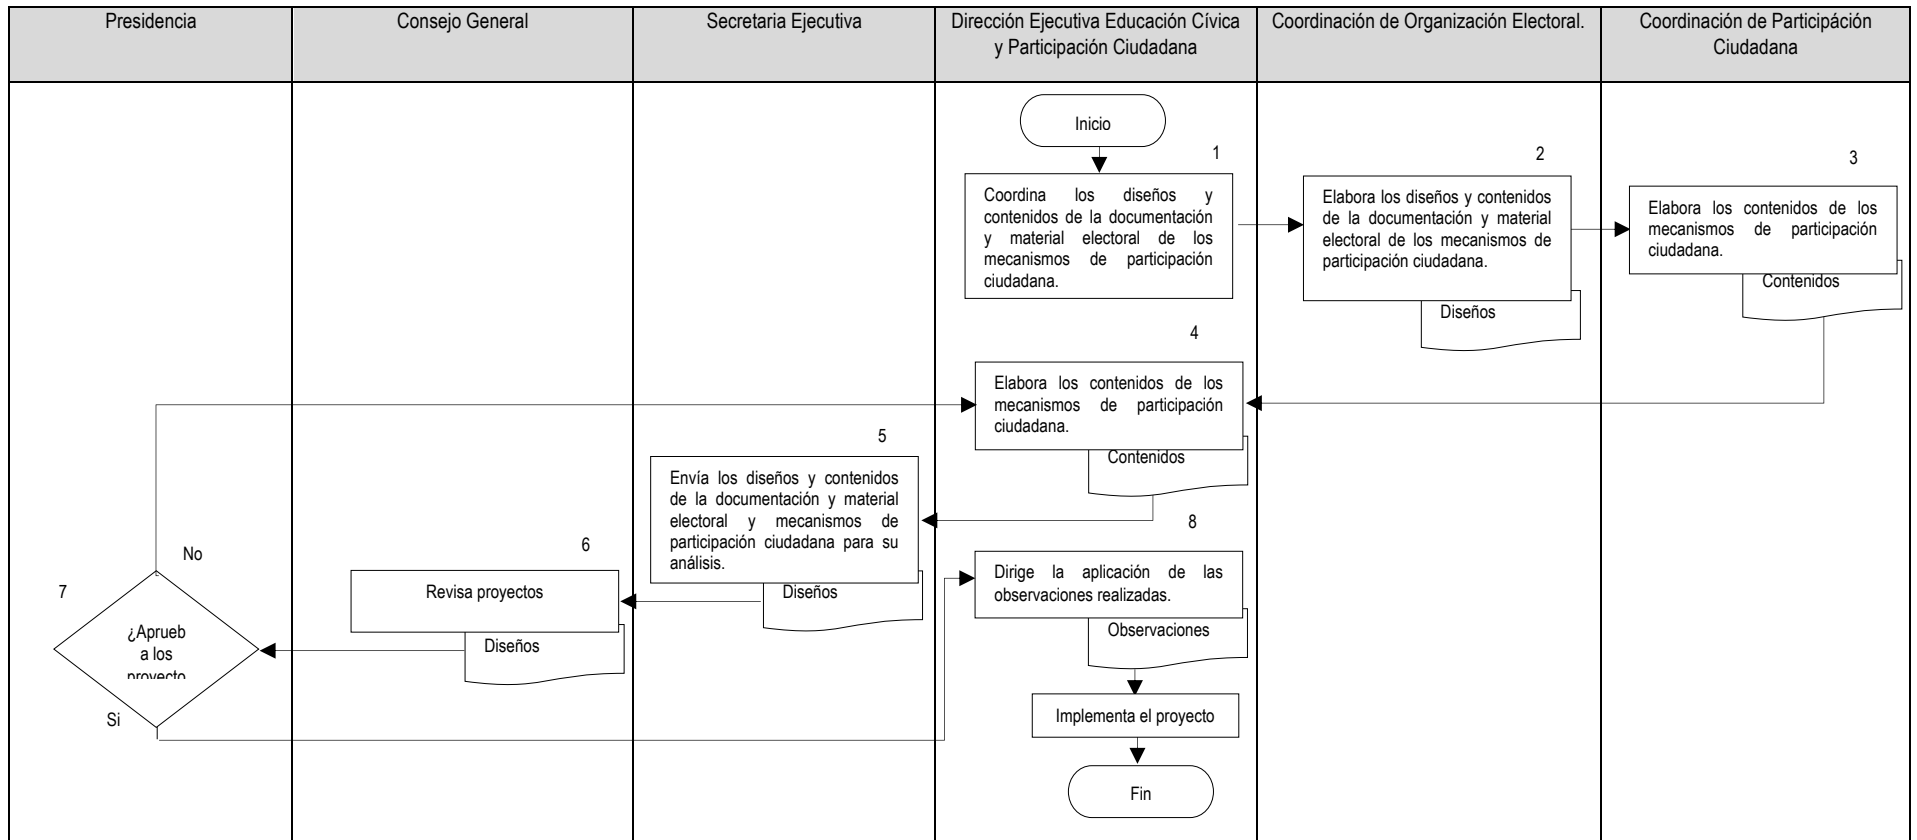 Presidencia
Consejo General
Secretaria Ejecutiva
Dirección Ejecutiva Educación Cívica
y Participación Ciudadana
Coordinación de Organización Electoral.
Coordinación de Participáción
Ciudadana
Inicio
1
Coordina los diseños y
contenidos de la documentación
y material electoral de los
mecanismos de participación
ciudadana.
2
Elabora los diseños y contenidos
de la documentación y material
electoral de los mecanismos de
participación ciudadana.
Diseños
3
Elabora los contenidos de los
mecanismos de participación
ciudadana.
Contenidos
4
Elabora los contenidos de los
mecanismos de participación
ciudadana.
Contenidos
5
Envía los diseños y contenidos
de la documentación y material
electoral y mecanismos de
participación ciudadana para su
análisis.
Diseños
6
Revisa proyectos
Diseños
7
No
¿Aprueb
a los
proyecto
Si
8
Dirige la aplicación de las
observaciones realizadas.
Observaciones
Implementa el proyecto
Fin